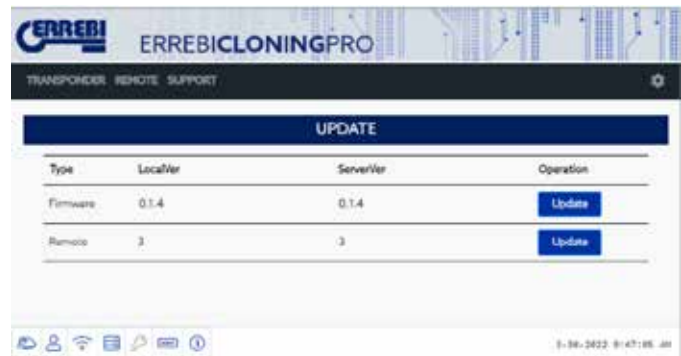 ERREBI
ERREBICLONINGPRO
TRANSPONDER REMOTE SUPPORT
UPDATE
Type LocalVer ServerVer Operation
Firmware 0.1.4 0.1.4 Update
Remote 3 3 Update